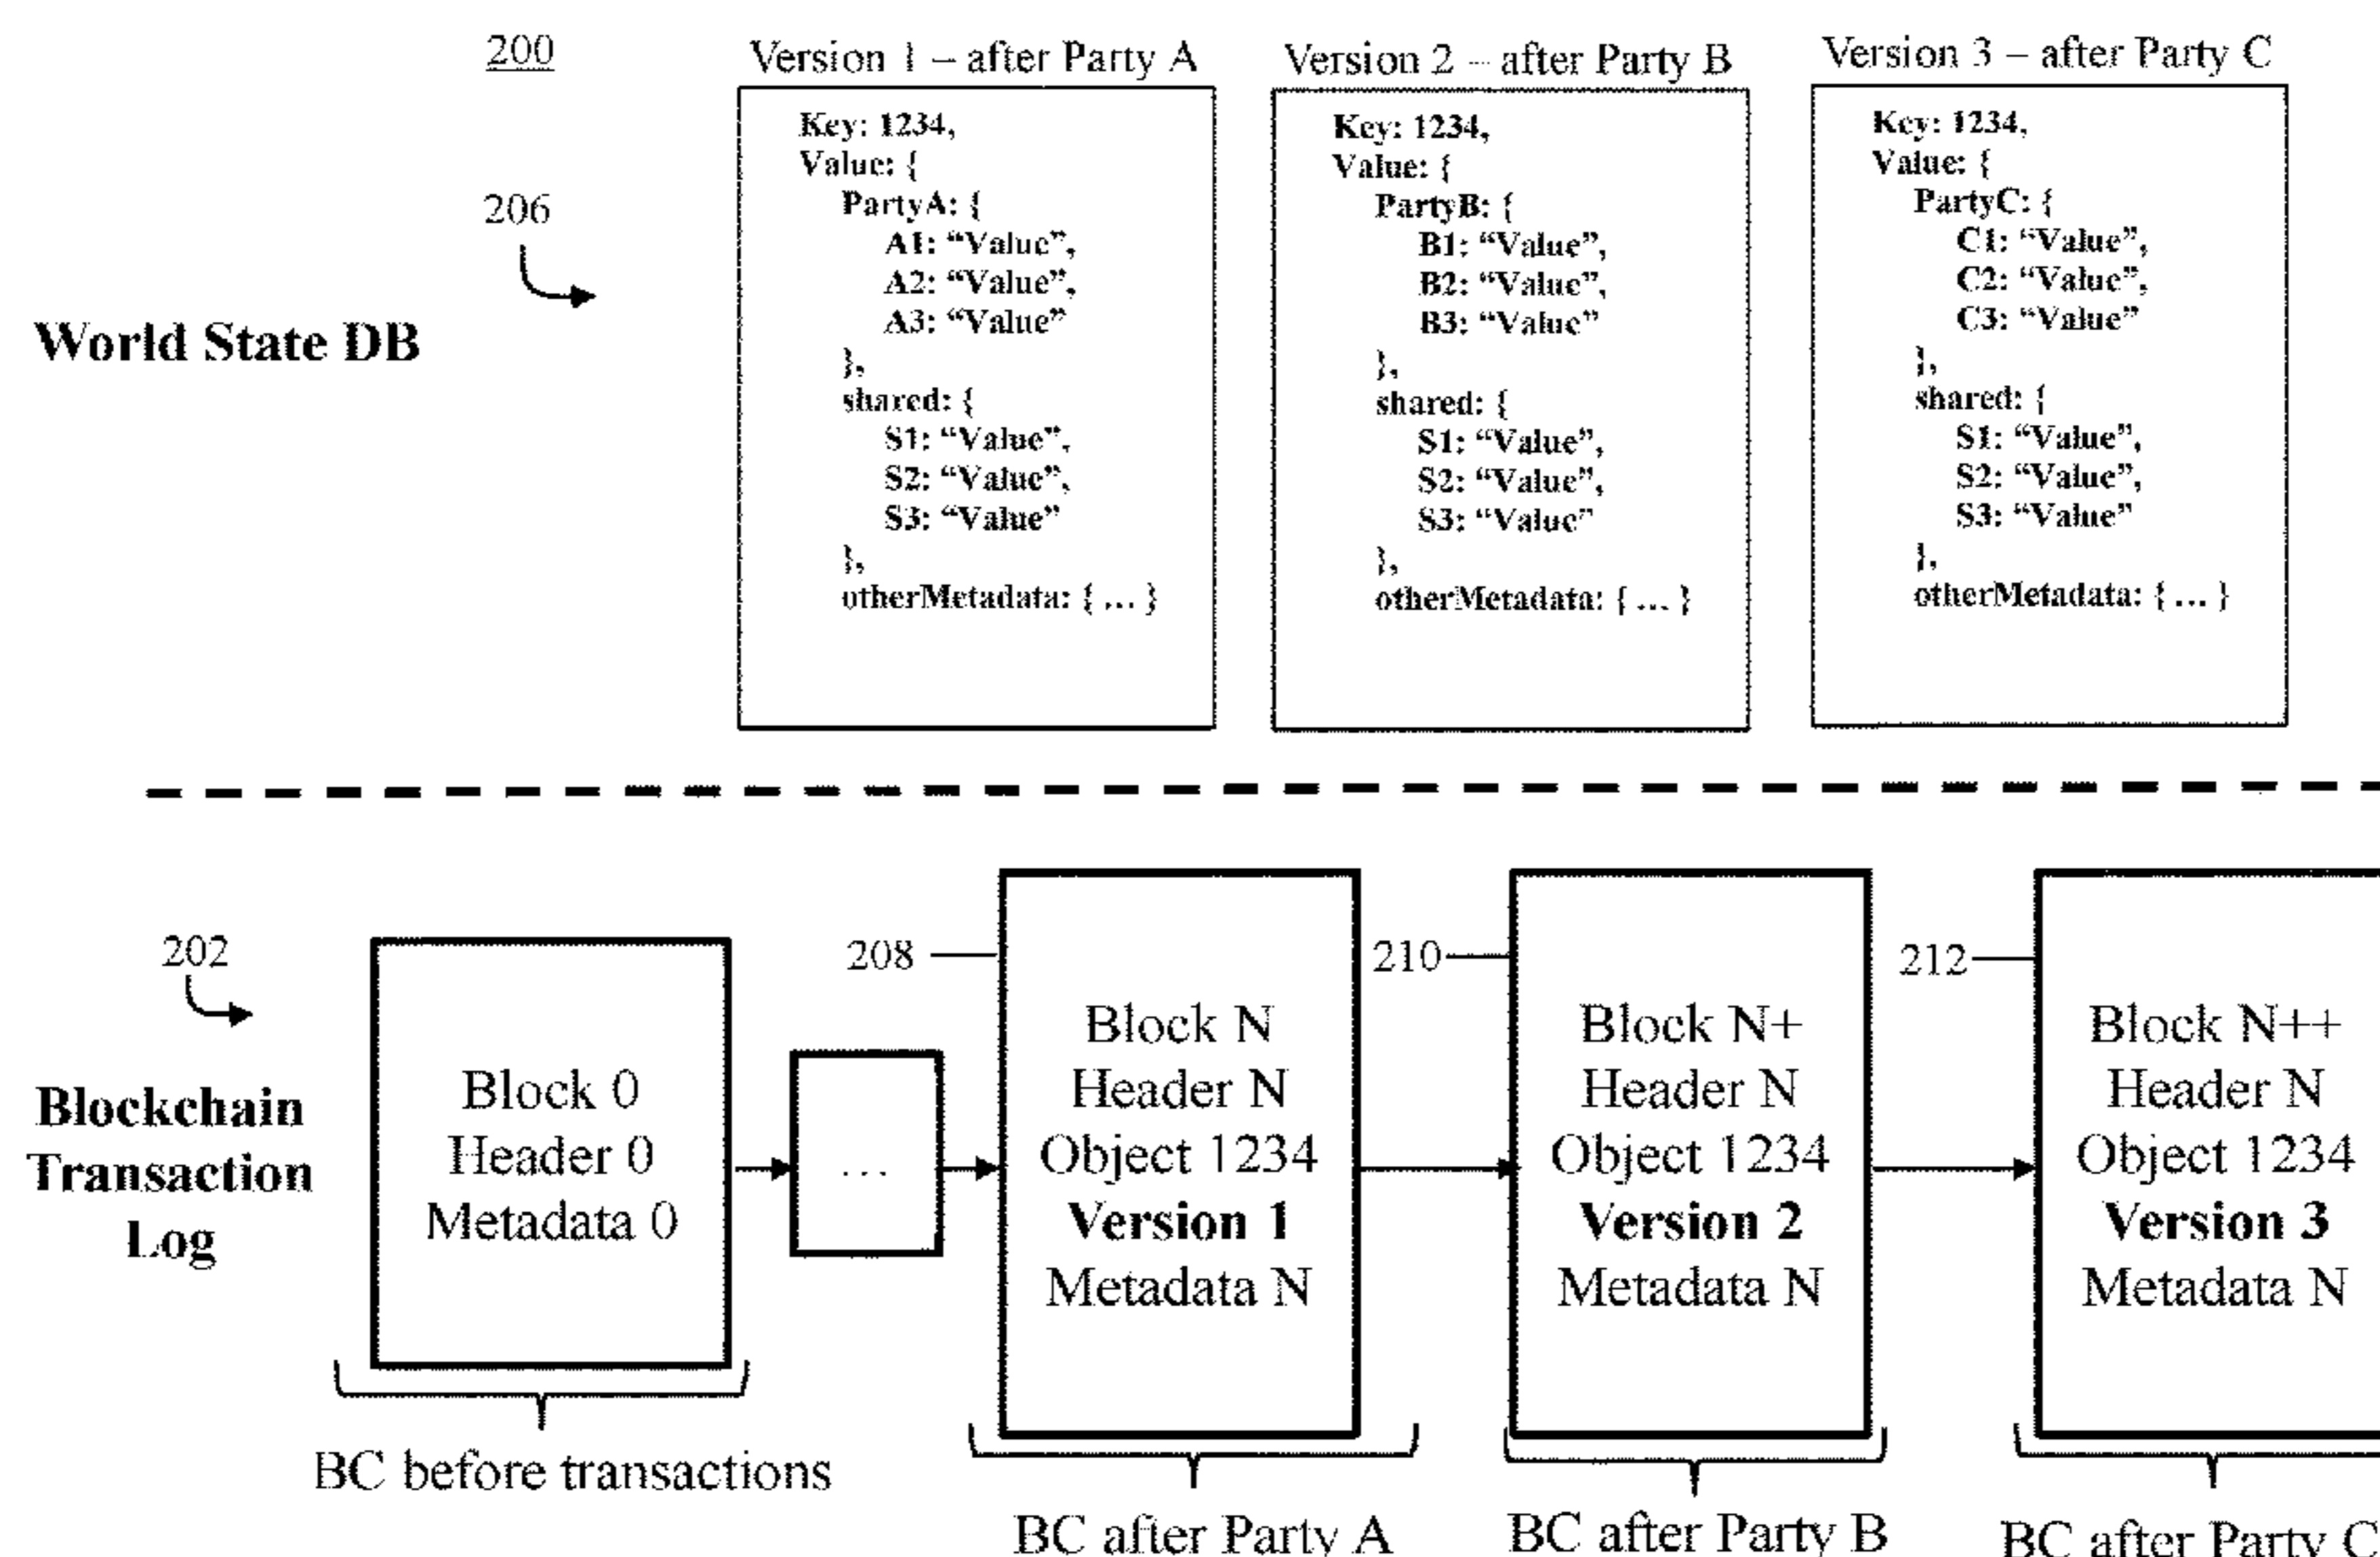 200
Version 1 – after Party A
Version 2 – after Party B
Version 3 – after Party C
206
World State DB
Key: 1234,
Value: {
PartyA: {
A1: “Value”,
A2: “Value”,
A3: “Value”
},
shared: {
S1: “Value”,
S2: “Value”,
S3: “Value”
},
otherMetadata: { ... }
Key: 1234,
Value: {
PartyB: {
B1: “Value”,
B2: “Value”,
B3: “Value”
},
shared: {
S1: “Value”,
S2: “Value”,
S3: “Value”
},
otherMetadata: { ... }
Key: 1234,
Value: {
PartyC: {
C1: “Value”,
C2: “Value”,
C3: “Value”
},
shared: {
S1: “Value”,
S2: “Value”,
S3: “Value”
},
otherMetadata: { ... }
202
Blockchain
Transaction
Log
Block 0
Header 0
Metadata 0
BC before transactions
...
208
Block N
Header N
Object 1234
Version 1
Metadata N
BC after Party A
210
Block N+
Header N
Object 1234
Version 2
Metadata N
BC after Party B
212
Block N++
Header N
Object 1234
Version 3
Metadata N
BC after Party C